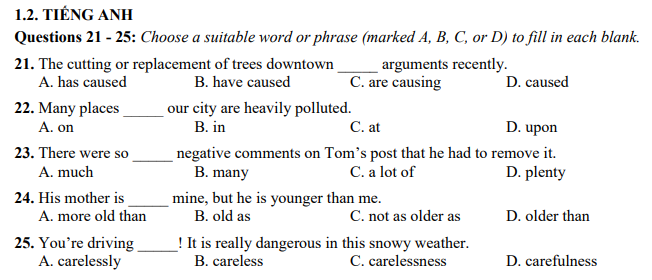 1.2. TIẾNG ANH
Questions 21 - 25: Choose a suitable word or phrase (marked A, B, C, or D) to fill in each blank.
21. The cutting or replacement of trees downtown _____ arguments recently.
A. has caused B. have caused C. are causing D. caused
22. Many places _____ our city are heavily polluted.
A. on B. in C. at D. upon
23. There were so _____ negative comments on Tom’s post that he had to remove it.
A. much B. many C. a lot of D. plenty
24. His mother is _____ mine, but he is younger than me.
A. more old than B. old as C. not as older as D. older than
25. You’re driving _____! It is really dangerous in this snowy weather.
A. carelessly B. careless C. carelessness D. carefulness